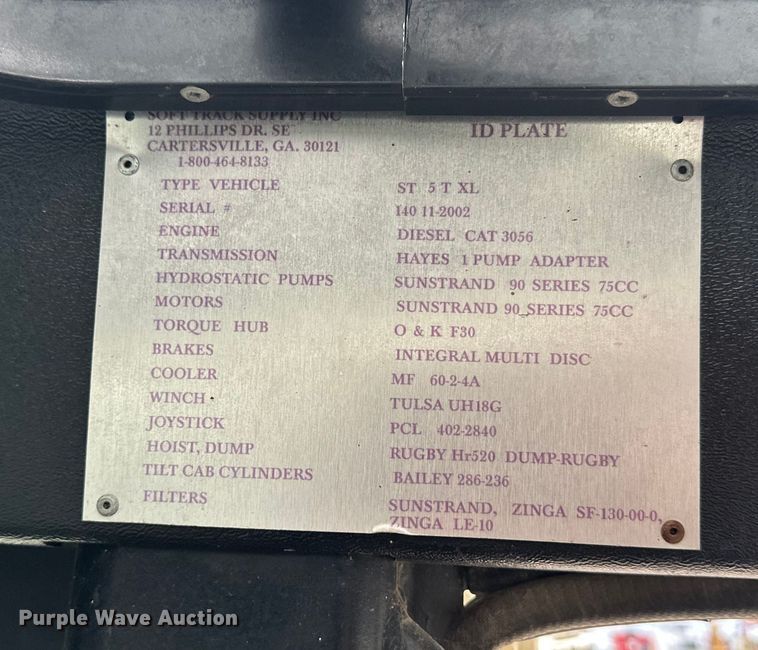 SOFT TRACK SUPPLY INC
12 PHILLIPS DR. SE
CARTERSVILLE, GA. 30121
1-800-464-8133
ID PLATE
TYPE VEHICLE ST 5 T XL
SERIAL # I40 11-2002
ENGINE DIESEL CAT 3056
TRANSMISSION HAYES 1 PUMP ADAPTER
HYDROSTATIC PUMPS SUNSTRAND 90 SERIES 75CC
MOTORS SUNSTRAND 90 SERIES 75CC
TORQUE HUB O & K F30
BRAKES INTEGRAL MULTI DISC
COOLER MF 60-2-4A
WINCH TULSA UH18G
JOYSTICK PCL 402-2840
HOIST, DUMP RUGBY Hr520 DUMP-RUGBY
TILT CAB CYLINDERS BAILEY 286-236
FILTERS SUNSTRAND, ZINGA SF-130-00-0,
ZINGA LE-10
Purple Wave Auction